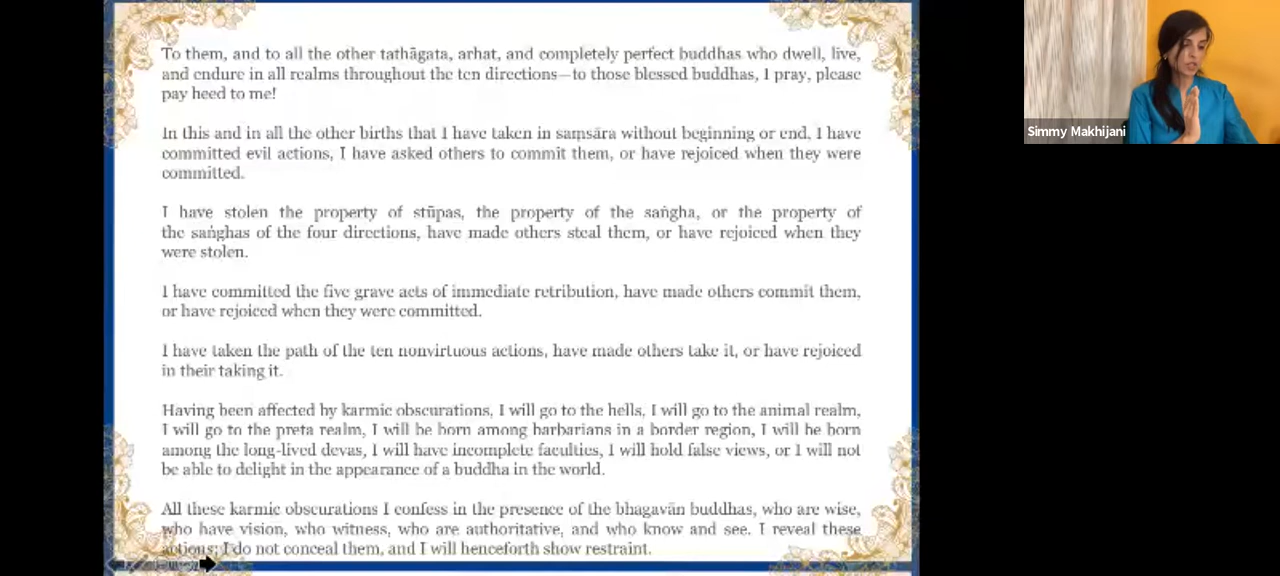 To them, and to all the other tathāgata, arhat, and completely perfect buddhas who dwell, live,
and endure in all realms throughout the ten directions—to those blessed buddhas, I pray, please
pay heed to me!
In this and in all the other births that I have taken in saṃsāra without beginning or end, I have
committed evil actions, I have asked others to commit them, or have rejoiced when they were
committed.
I have stolen the property of stūpas, the property of the saṅgha, or the property of
the saṅghas of the four directions, have made others steal them, or have rejoiced when they
were stolen.
I have committed the five grave acts of immediate retribution, have made others commit them,
or have rejoiced when they were committed.
I have taken the path of the ten nonvirtuous actions, have made others take it, or have rejoiced
in their taking it.
Having been affected by karmic obscurations, I will go to the hells, I will go to the animal realm,
I will go to the preta realm, I will be born among barbarians in a border region, I will be born
among the long-lived devas, I will have incomplete faculties, I will hold false views, or I will not
be able to delight in the appearance of a buddha in the world.
All these karmic obscurations I confess in the presence of the bhagavān buddhas, who are wise,
who have vision, who witness, who are authoritative, and who know and see. I reveal these
actions; I do not conceal them, and I will henceforth show restraint.
Simmy Makhijani